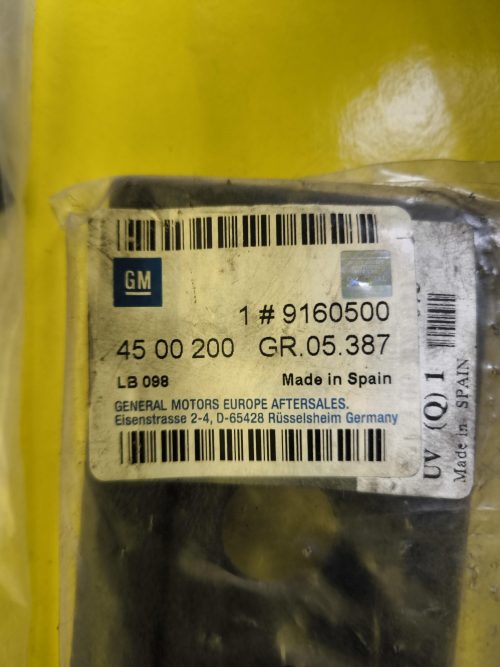 GM
1 # 9160500
45 00 200 GR.05.387
LB 098 Made in Spain
GENERAL MOTORS EUROPE AFTERSALES.
Eisenstrasse 2-4, D-65428 Rüsselsheim Germany
UV (Q) 1
Made in SPAIN